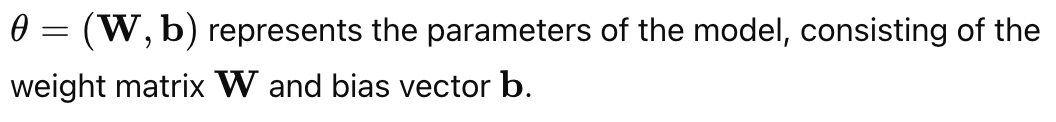 θ = (W, b) represents the parameters of the model, consisting of the
weight matrix W and bias vector b.